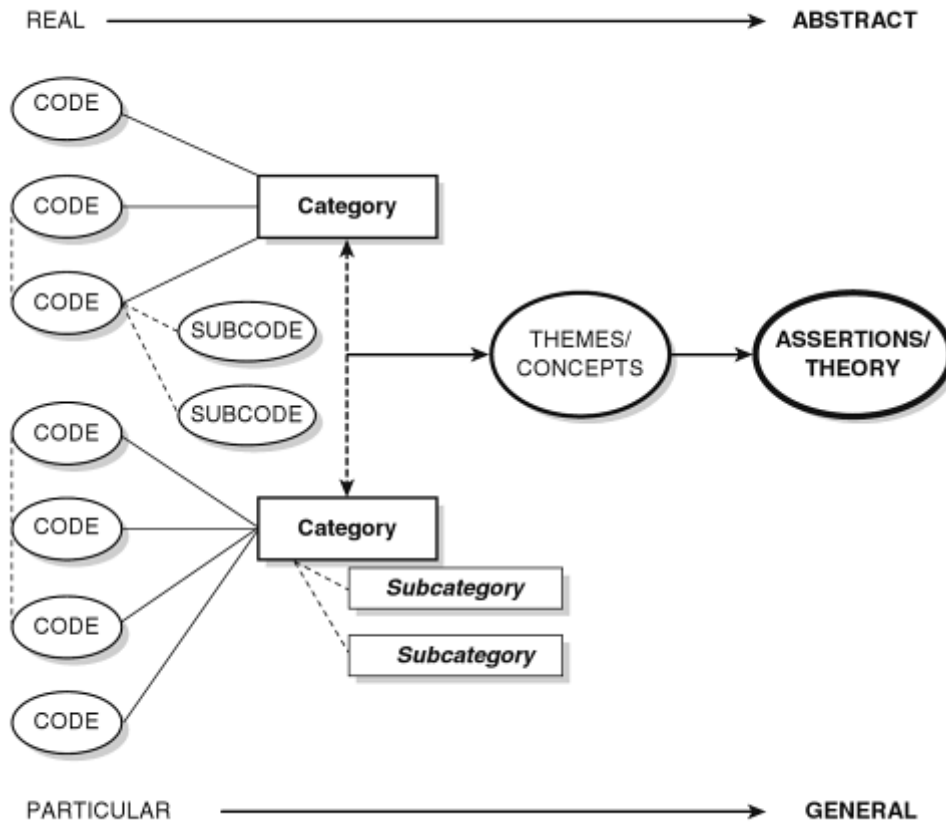 REAL
ABSTRACT
CODE
CODE
Category
CODE
SUBCODE
THEMES/
CONCEPTS
ASSERTIONS/
THEORY
SUBCODE
CODE
CODE
Category
Subcategory
CODE
Subcategory
CODE
PARTICULAR
GENERAL